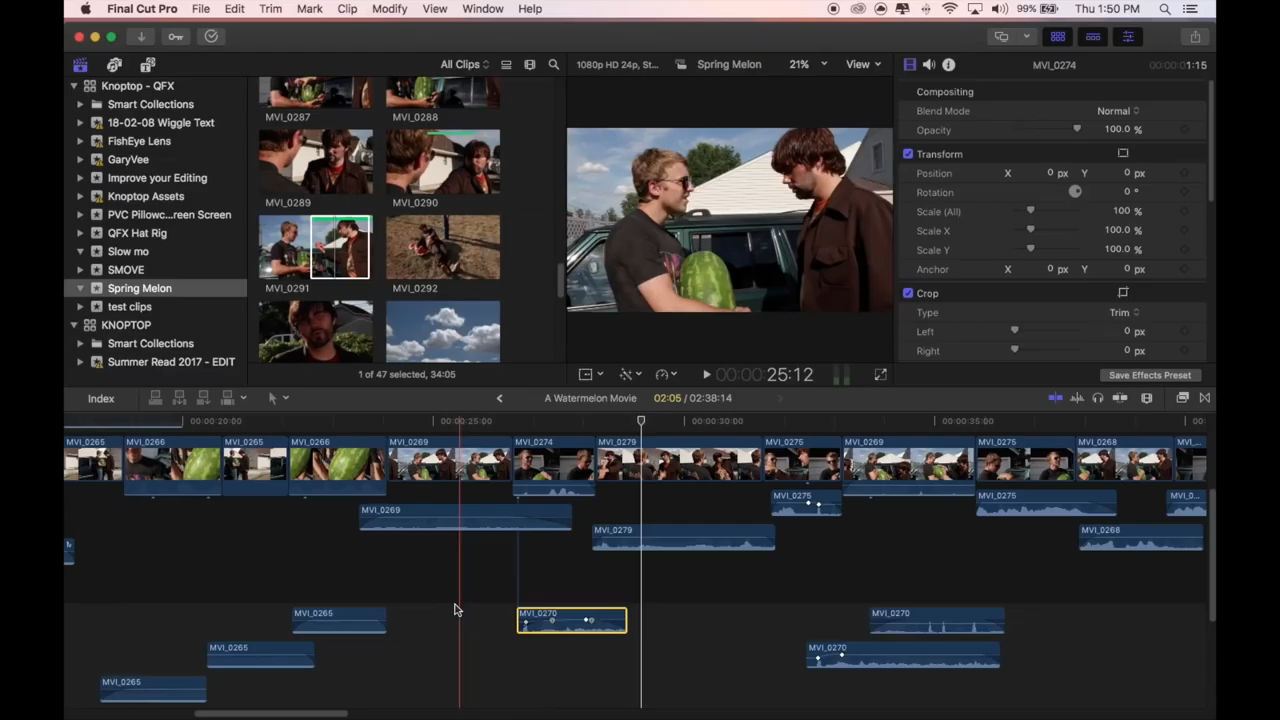 Final Cut Pro File Edit Trim Mark Clip Modify View Window Help 99% Thu 1:50 PM
All Clips 1080p HD 24p, St... Spring Melon 21% View MVI_0274 00:00:01:15
Knoptop - QFX
Smart Collections
18-02-08 Wiggle Text
FishEye Lens
GaryVee
Improve your Editing
Knoptop Assets
PVC Pillowc...reen Screen
QFX Hat Rig
Slow mo
SMOVE
Spring Melon
test clips
KNOPTOP
Smart Collections
Summer Read 2017 - EDIT
MVI_0287 MVI_0288
MVI_0289 MVI_0290
MVI_0291 MVI_0292
1 of 47 selected, 34:05
00:00:25:12
Compositing
Blend Mode Normal
Opacity 100.0 %
Transform
Position X 0 px Y 0 px
Rotation 0 °
Scale (All) 100 %
Scale X 100.0 %
Scale Y 100.0 %
Anchor X 0 px Y 0 px
Crop
Type Trim
Left 0 px
Right 0 px
Save Effects Preset
Index A Watermelon Movie 02:05 / 02:38:14
00:00:20:00 00:00:25:00 00:00:30:00 00:00:35:00 00
MVI_0265 MVI_0266 MVI_0265 MVI_0266 MVI_0269 MVI_0274 MVI_0279 MVI_0275 MVI_0269 MVI_0275 MVI_0268 MVI_...
MVI_0275 MVI_0275 MVI_0...
MVI_0269
MVI_0279 MVI_0268
M
MVI_0265 MVI_0270 MVI_0270
MVI_0265 MVI_0270
MVI_0265